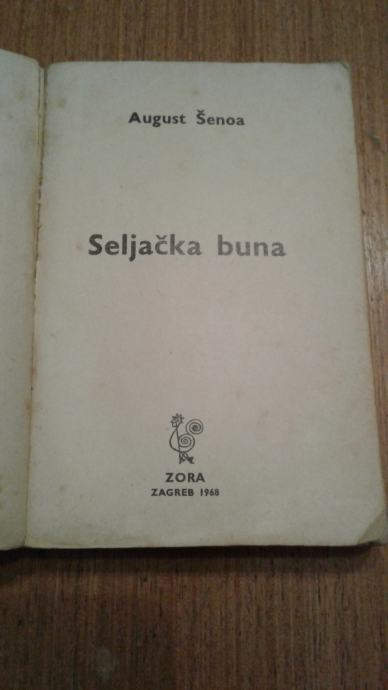 August Šenoa
Seljačka buna
ZORA
ZAGREB 1968